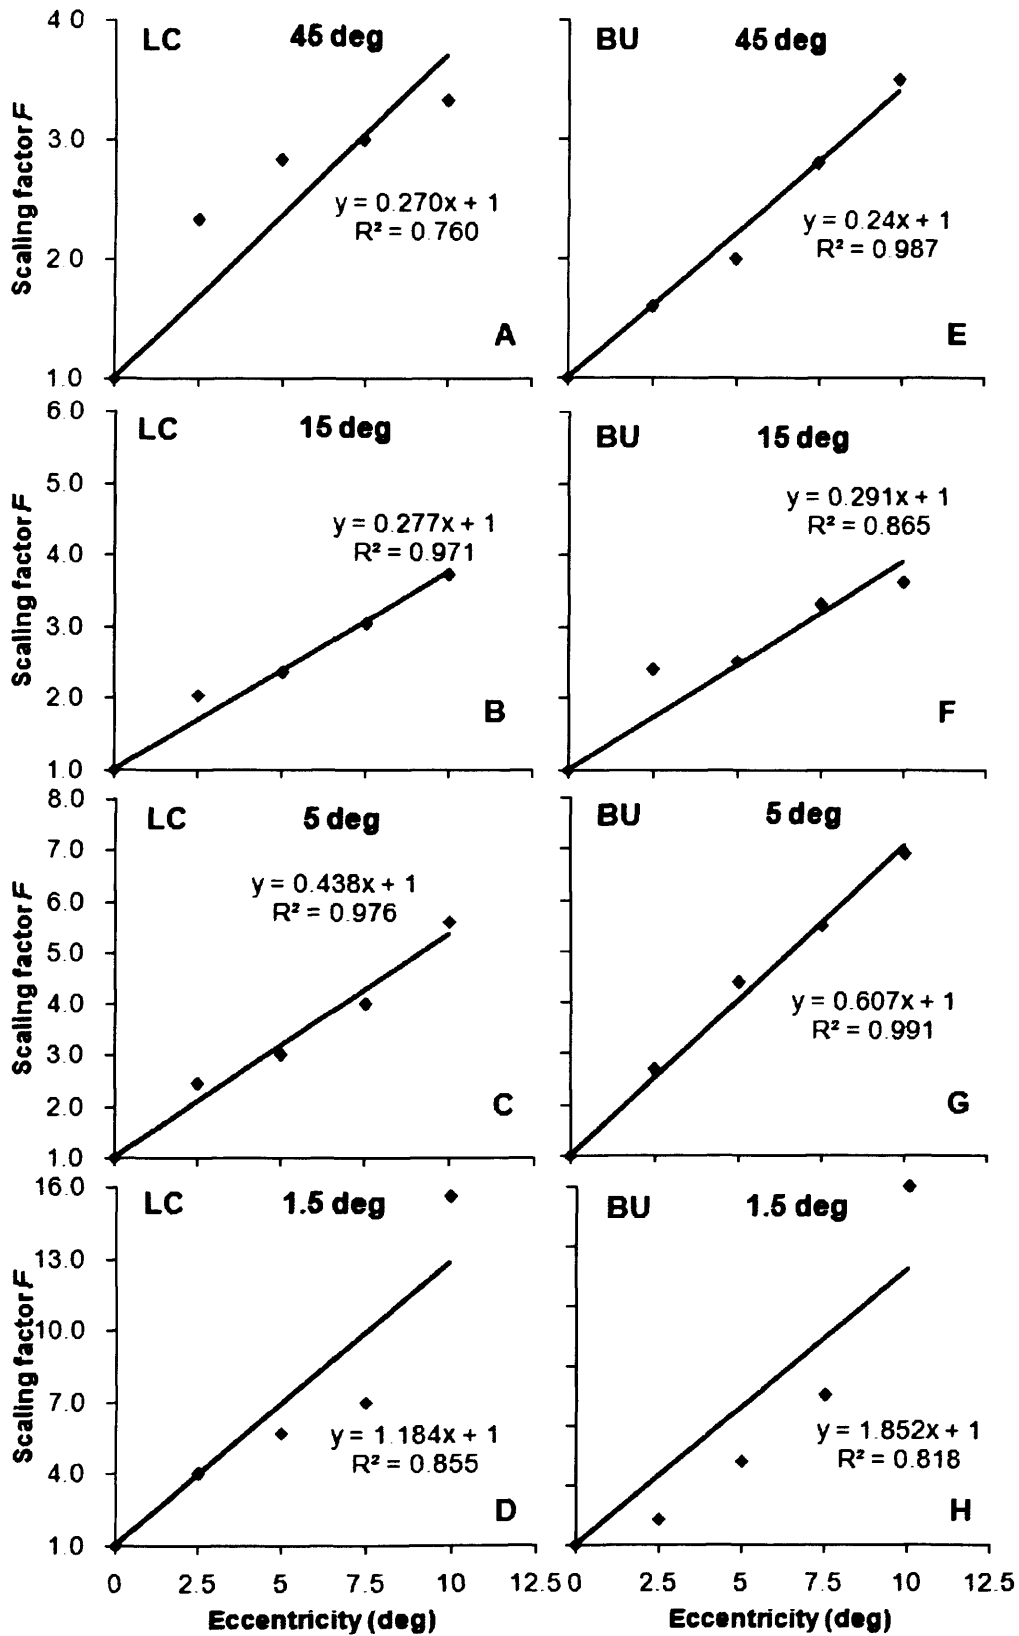 LC 45 deg
4 0
3 0
2 0
1 0
Scaling factor F
y = 0.270x + 1
R² = 0.760
A
BU 45 deg
y = 0.24x + 1
R² = 0.987
E
LC 15 deg
6 0
5 0
4 0
3 0
2 0
1 0
Scaling factor F
y = 0.277x + 1
R² = 0.971
B
BU 15 deg
y = 0.291x + 1
R² = 0.865
F
LC 5 deg
8.0
7.0
6.0
5.0
4.0
3.0
2.0
1.0
Scaling factor F
y = 0.438x + 1
R² = 0.976
C
BU 5 deg
y = 0.607x + 1
R² = 0.991
G
LC 1.5 deg
16.0
13.0
10.0
7.0
4.0
1.0
Scaling factor F
y = 1.184x + 1
R² = 0.855
D
BU 1.5 deg
y = 1.852x + 1
R² = 0.818
H
0 2.5 5 7.5 10 12.5
0 2.5 5 7.5 10 12.5
Eccentricity (deg)
Eccentricity (deg)